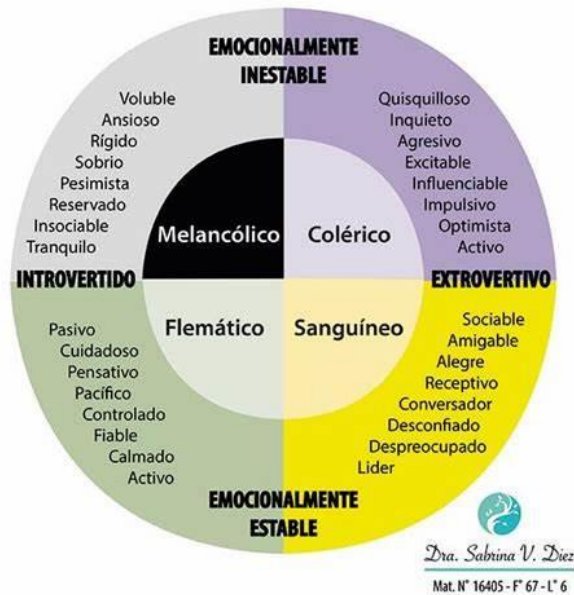 EMOCIONALMENTE
INESTABLE
Voluble
Ansioso
Rígido
Sobrio
Pesimista
Reservado
Insociable
Tranquilo
Quisquilloso
Inquieto
Agresivo
Excitable
Influenciable
Impulsivo
Optimista
Activo
Melancólico
Colérico
INTROVERTIDO
EXTROVERTIVO
Flemático
Sanguíneo
Pasivo
Cuidadoso
Pensativo
Pacífico
Controlado
Fiable
Calmado
Activo
Sociable
Amigable
Alegre
Receptivo
Conversador
Desconfiado
Despreocupado
Lider
EMOCIONALMENTE
ESTABLE
Dra. Sabrina V. Diez
Mat. N° 16405 - F° 67 - L° 6